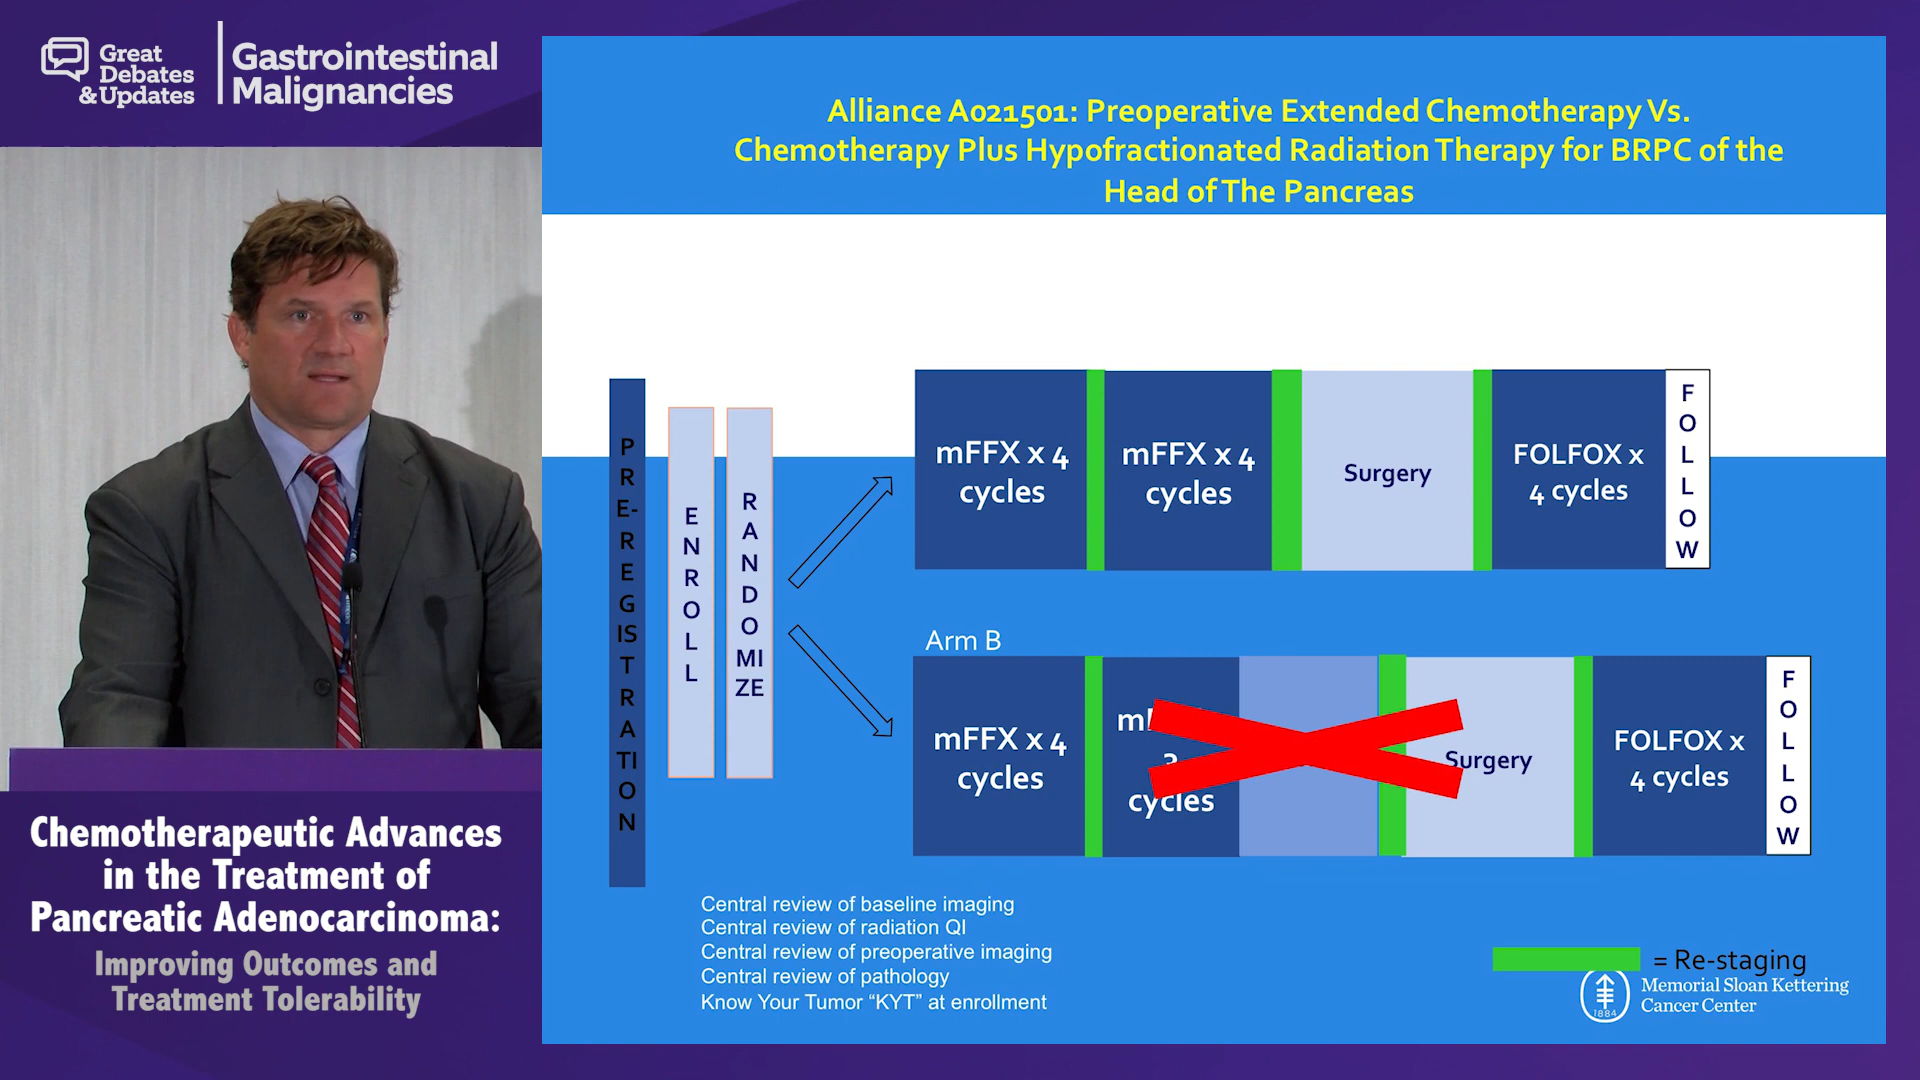 Great
Debates
& Updates
Gastrointestinal
Malignancies
Alliance A021501: Preoperative Extended Chemotherapy Vs.
Chemotherapy Plus Hypofractionated Radiation Therapy for BRPC of the
Head of The Pancreas
PRE-REGISTRATION
ENROLL
RANDOMIZE
mFFX x 4
cycles
mFFX x 4
cycles
Surgery
FOLFOX x
4 cycles
FOLLOW
Arm B
mFFX x 4
cycles
cycles
Surgery
FOLFOX x
4 cycles
FOLLOW
Central review of baseline imaging
Central review of radiation QI
Central review of preoperative imaging
Central review of pathology
Know Your Tumor “KYT” at enrollment
= Re-staging
1884
Memorial Sloan Kettering
Cancer Center
Chemotherapeutic Advances
in the Treatment of
Pancreatic Adenocarcinoma:
Improving Outcomes and
Treatment Tolerability